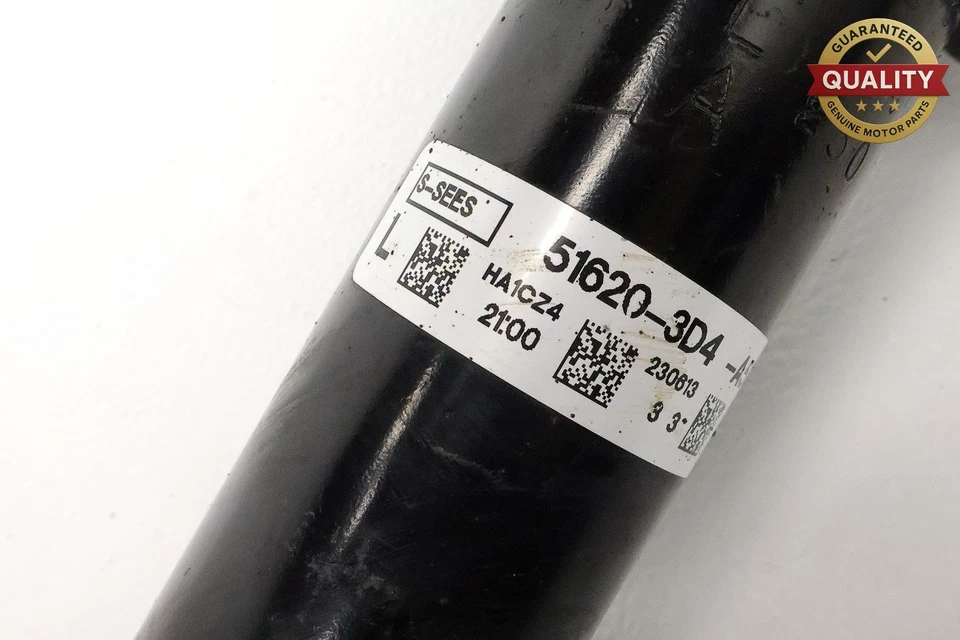 GUARANTEED
QUALITY
GENUINE MOTOR PARTS
S-SEES
L
HA1CZ4
21:00
51620-3D4
230613
3 3